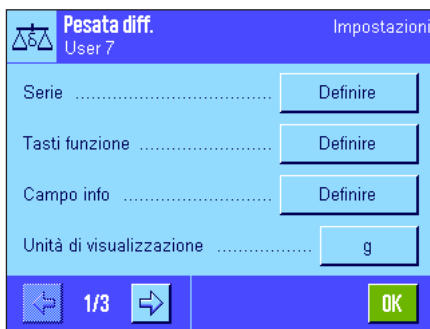 Pesata diff.
Impostazioni
User 7
Serie .................................. Definire
Tasti funzione ....................... Definire
Campo info .......................... Definire
Unità di visualizzazione ................. g
1/3
OK